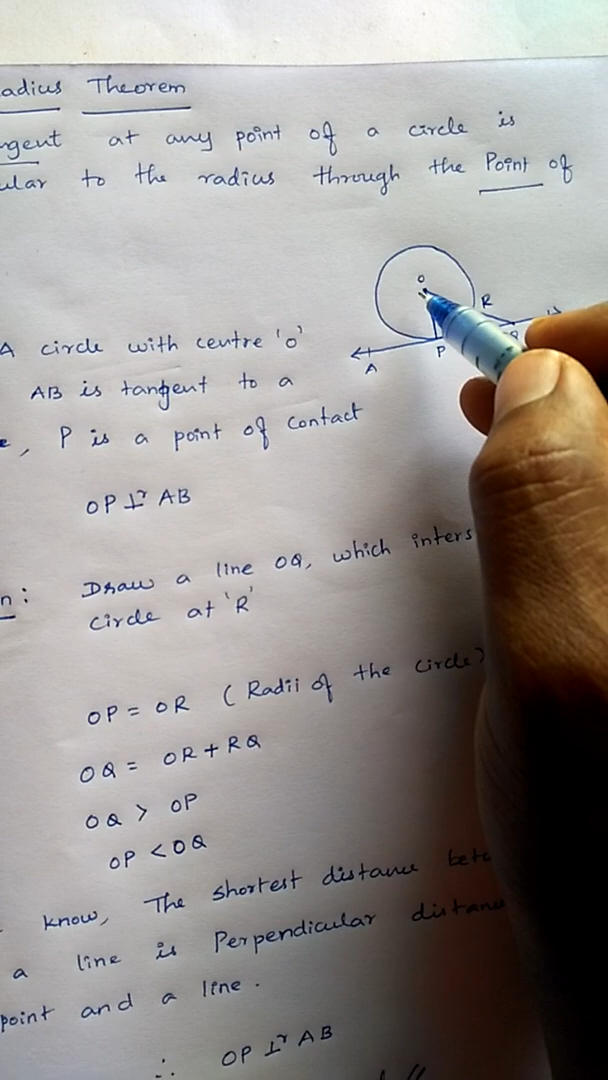 adius Theorem
gent at any point of a circle is
ular to the radius through the Point of
O
R
A
P
A circle with centre 'O'
AB is tangent to a
e, P is a point of contact
OP ⊥r AB
n: Draw a line OQ, which inters
circle at 'R'
OP = OR (Radii of the circle)
OQ = OR + RQ
OQ > OP
OP < OQ
know, The shortest distance betc
a line is Perpendicular distanc
point and a line.
∴ OP ⊥r AB